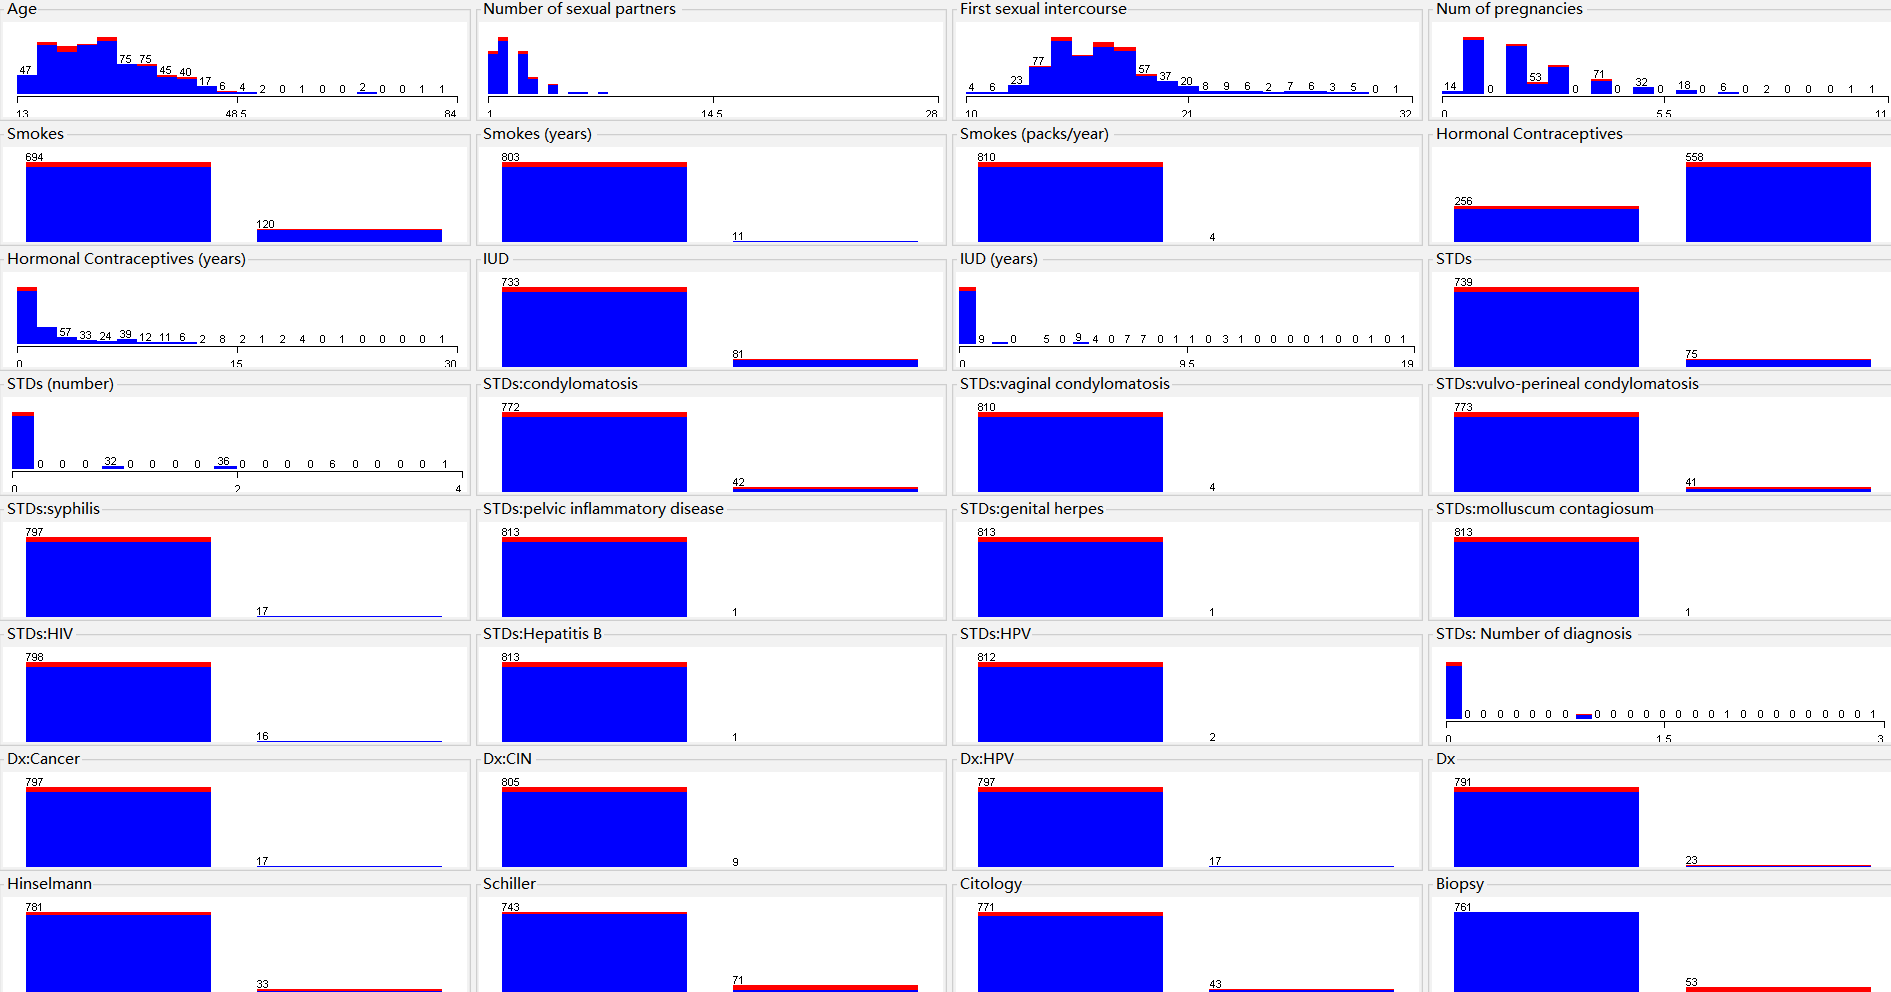 Age
47 75 75 45 40 17 6 4 2 0 1 0 0 2 0 0 1 1
13 48.5 84
Number of sexual partners
1 14.5 28
First sexual intercourse
4 6 23 77 57 37 20 8 9 6 2 7 6 3 5 0 1
10 21 32
Num of pregnancies
14 0 53 0 71 0 32 0 18 0 6 0 2 0 0 0 1 1
0 5.5 11
Smokes
694 120
Smokes (years)
803 11
Smokes (packs/year)
810 4
Hormonal Contraceptives
256 558
Hormonal Contraceptives (years)
57 33 24 39 12 11 6 2 8 2 1 2 4 0 1 0 0 0 0 1
0 15 30
IUD
733 81
IUD (years)
9 0 5 0 9 4 0 7 7 0 1 1 0 3 1 0 0 0 0 1 0 0 1 0 1
0 9.5 19
STDs
739 75
STDs (number)
0 0 0 32 0 0 0 0 36 0 0 0 0 6 0 0 0 0 1
0 2 4
STDs:condylomatosis
772 42
STDs:vaginal condylomatosis
810 4
STDs:vulvo-perineal condylomatosis
773 41
STDs:syphilis
797 17
STDs:pelvic inflammatory disease
813 1
STDs:genital herpes
813 1
STDs:molluscum contagiosum
813 1
STDs:HIV
798 16
STDs:Hepatitis B
813 1
STDs:HPV
812 2
STDs: Number of diagnosis
0 0 0 0 0 0 0 0 0 0 0 0 0 0 0 1 0 0 0 0 0 0 0 0 1
0 1.5 3
Dx:Cancer
797 17
Dx:CIN
805 9
Dx:HPV
797 17
Dx
791 23
Hinselmann
781 33
Schiller
743 71
Citology
771 43
Biopsy
761 53